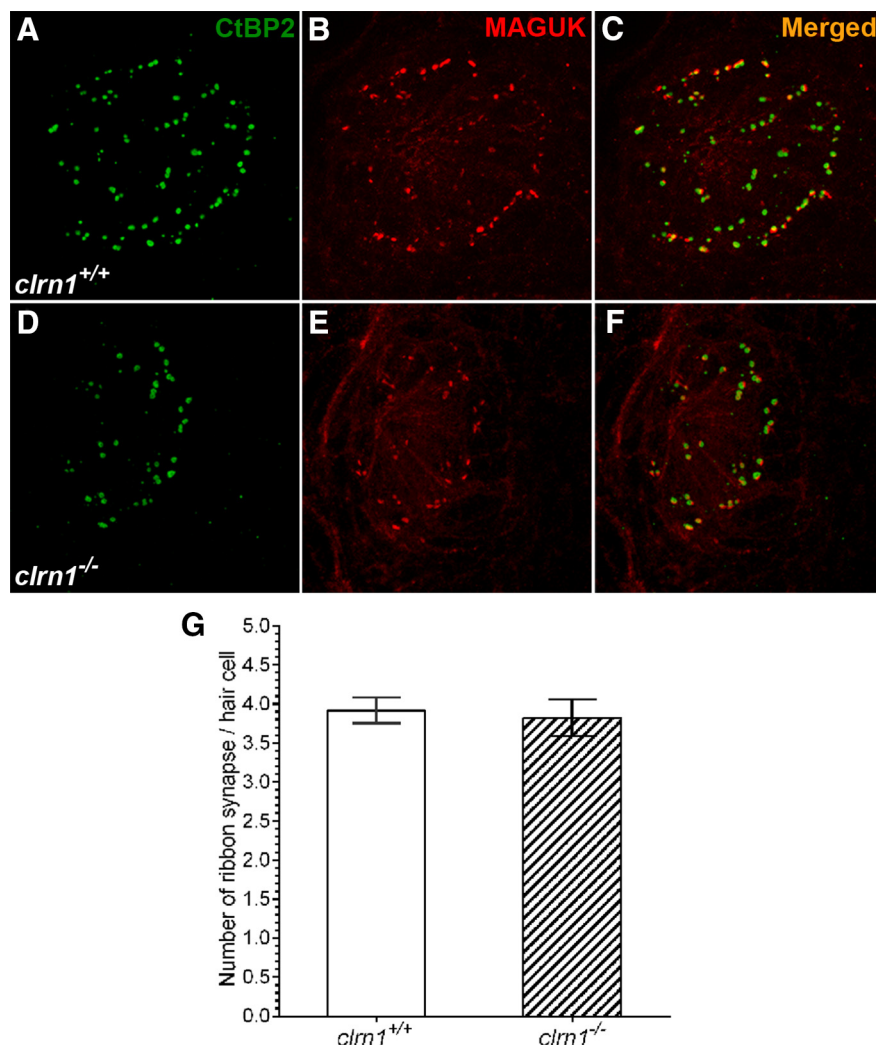 A CtBP2 B MAGUK C Merged
clrn1+/+
D E F
clrn1-/-
G
Number of ribbon synapse / hair cell
5.0
4.5
4.0
3.5
3.0
2.5
2.0
1.5
1.0
0.5
0.0
clrn1+/+ clrn1-/-